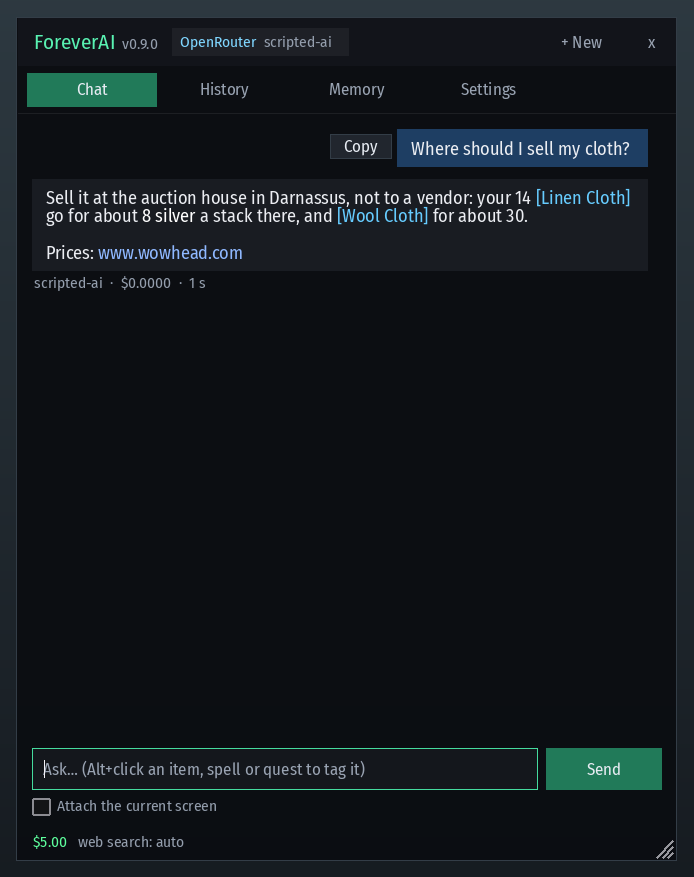 ForeverAI v0.9.0 OpenRouter scripted-ai + New x
Chat History Memory Settings
Copy Where should I sell my cloth?
Sell it at the auction house in Darnassus, not to a vendor: your 14 [Linen Cloth]
go for about 8 silver a stack there, and [Wool Cloth] for about 30.
Prices: www.wowhead.com
scripted-ai · $0.0000 · 1 s
Ask... (Alt+click an item, spell or quest to tag it) Send
Attach the current screen
$5.00 web search: auto